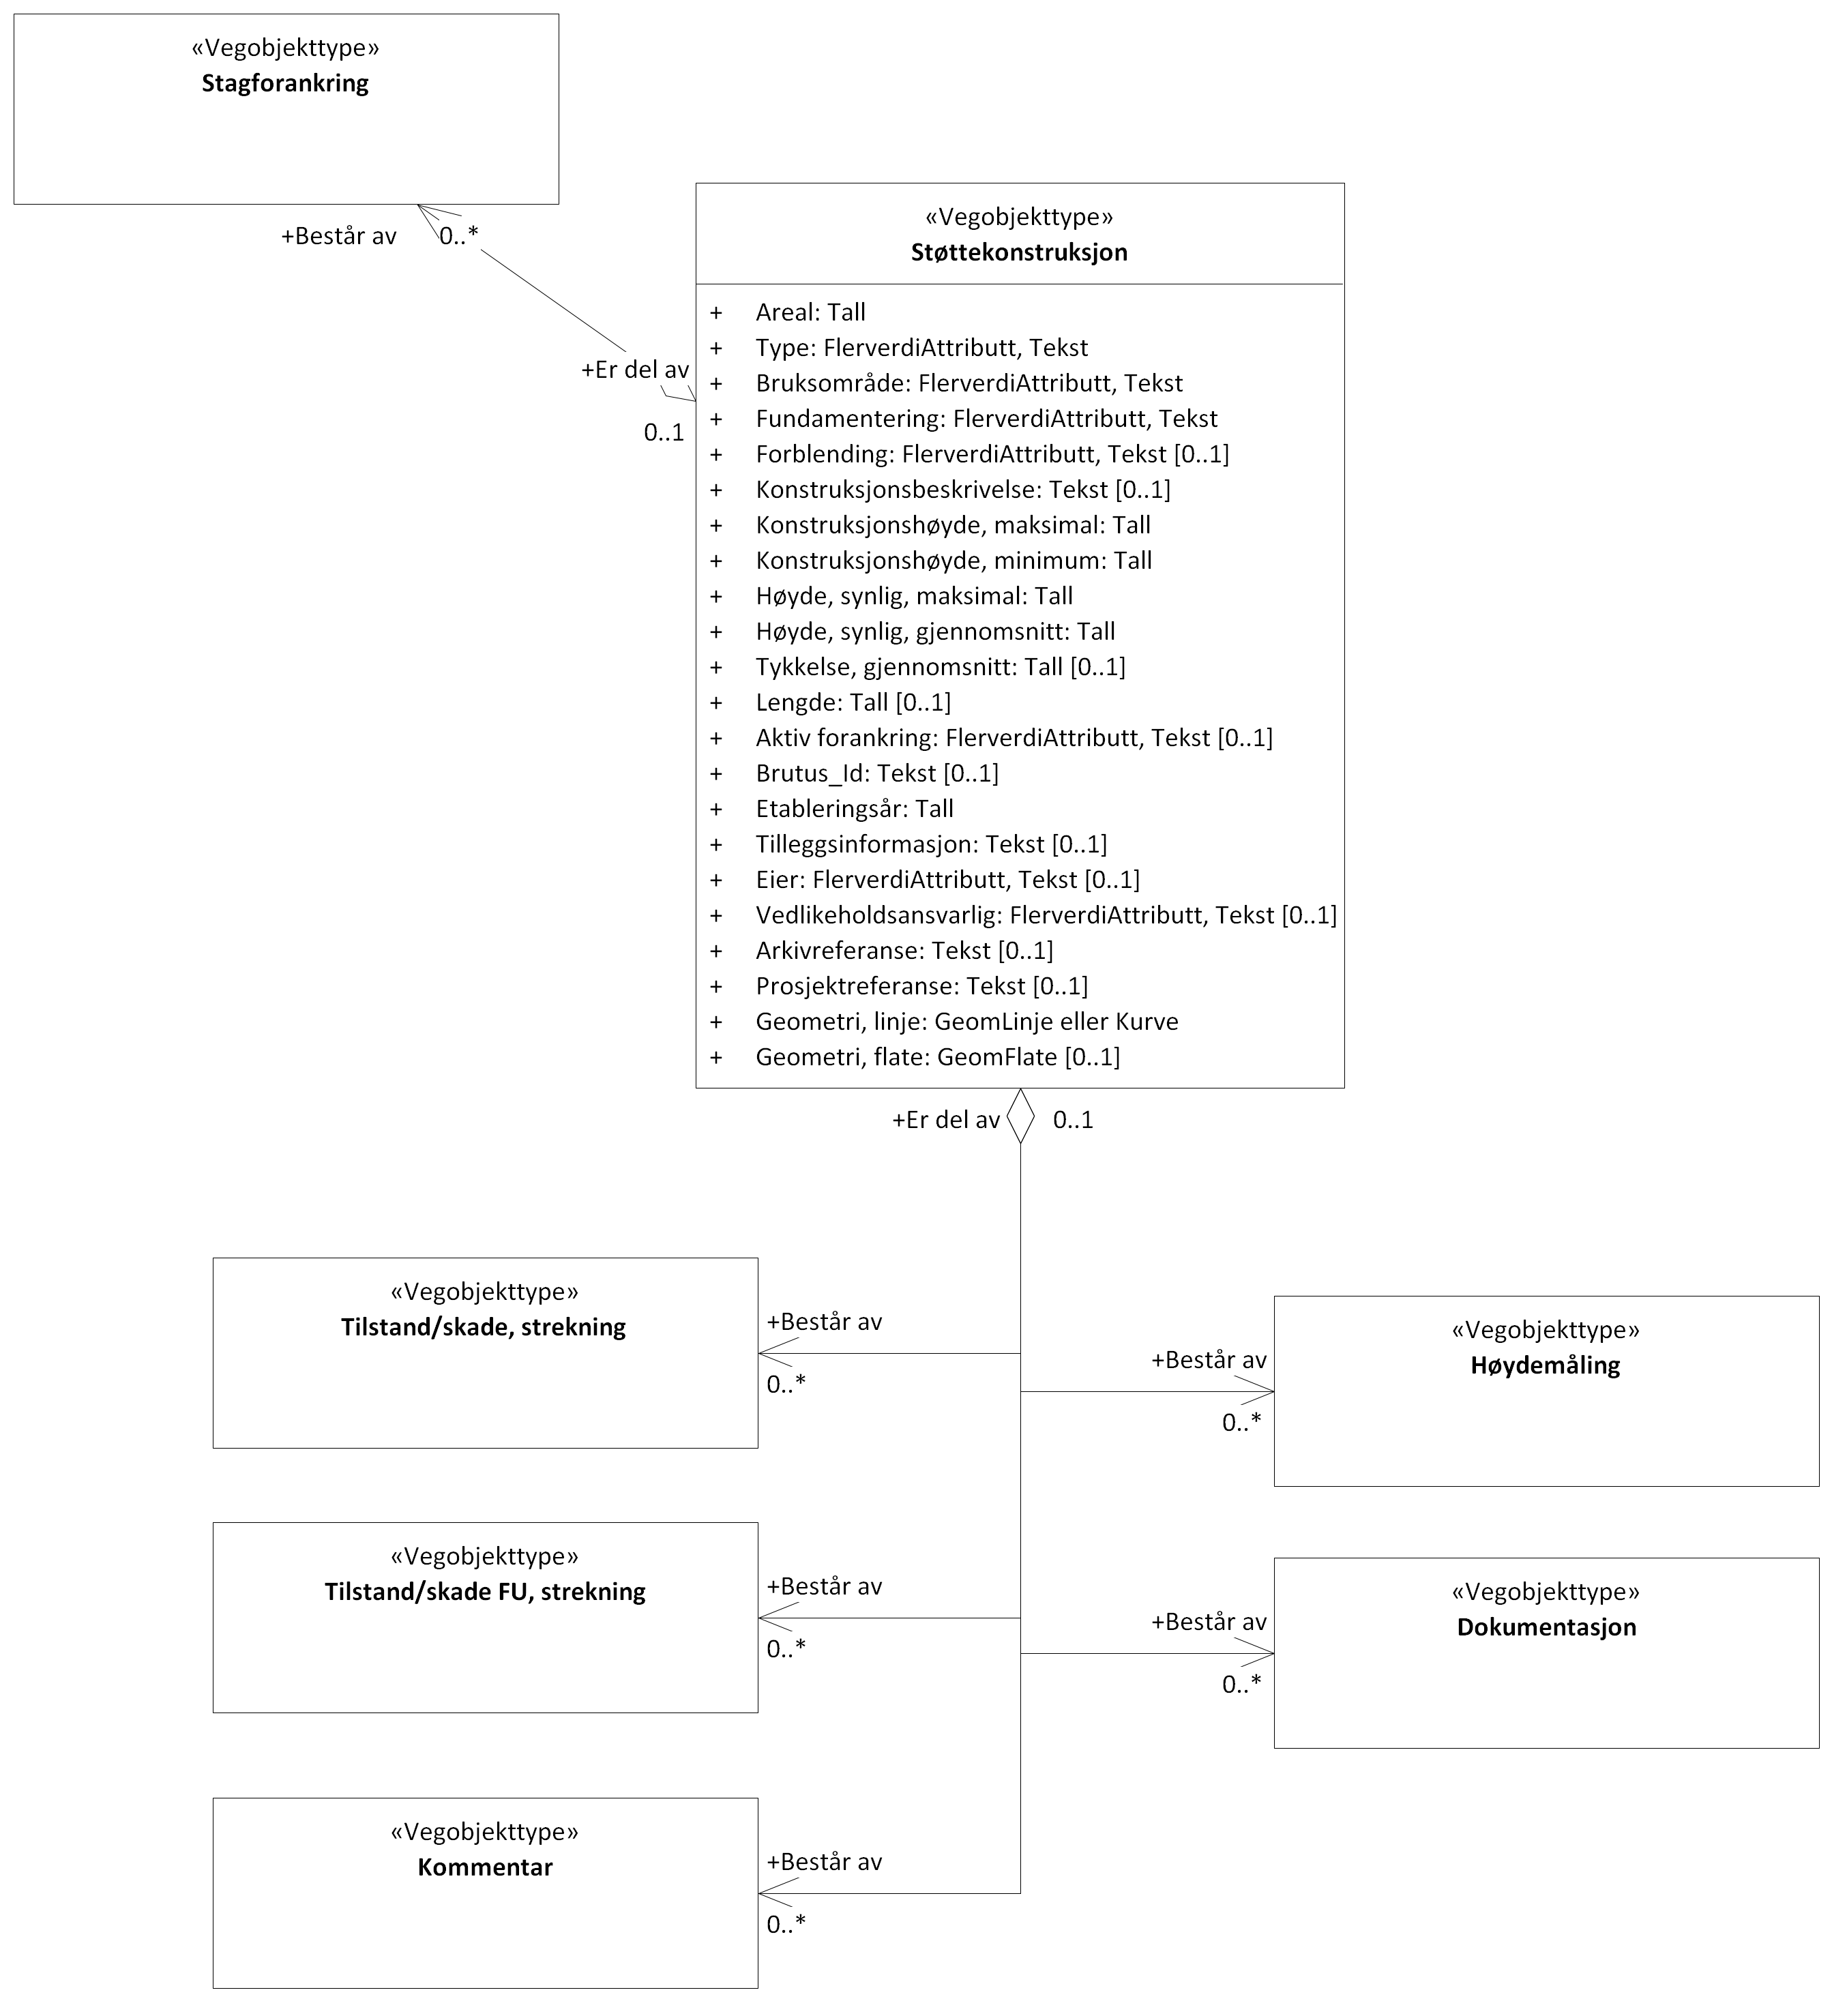 «Vegobjekttype»
Stagforankring
+Består av
0..*
+Er del av
0..1
«Vegobjekttype»
Støttekonstruksjon
+ Areal: Tall
+ Type: FlerverdiAttributt, Tekst
+ Bruksområde: FlerverdiAttributt, Tekst
+ Fundamentering: FlerverdiAttributt, Tekst
+ Forblending: FlerverdiAttributt, Tekst [0..1]
+ Konstruksjonsbeskrivelse: Tekst [0..1]
+ Konstruksjonshøyde, maksimal: Tall
+ Konstruksjonshøyde, minimum: Tall
+ Høyde, synlig, maksimal: Tall
+ Høyde, synlig, gjennomsnitt: Tall
+ Tykkelse, gjennomsnitt: Tall [0..1]
+ Lengde: Tall [0..1]
+ Aktiv forankring: FlerverdiAttributt, Tekst [0..1]
+ Brutus_Id: Tekst [0..1]
+ Etableringsår: Tall
+ Tilleggsinformasjon: Tekst [0..1]
+ Eier: FlerverdiAttributt, Tekst [0..1]
+ Vedlikeholdsansvarlig: FlerverdiAttributt, Tekst [0..1]
+ Arkivreferanse: Tekst [0..1]
+ Prosjektreferanse: Tekst [0..1]
+ Geometri, linje: GeomLinje eller Kurve
+ Geometri, flate: GeomFlate [0..1]
+Er del av
0..1
«Vegobjekttype»
Tilstand/skade, strekning
+Består av
0..*
«Vegobjekttype»
Høydemåling
+Består av
0..*
«Vegobjekttype»
Tilstand/skade FU, strekning
+Består av
0..*
«Vegobjekttype»
Dokumentasjon
+Består av
0..*
«Vegobjekttype»
Kommentar
+Består av
0..*